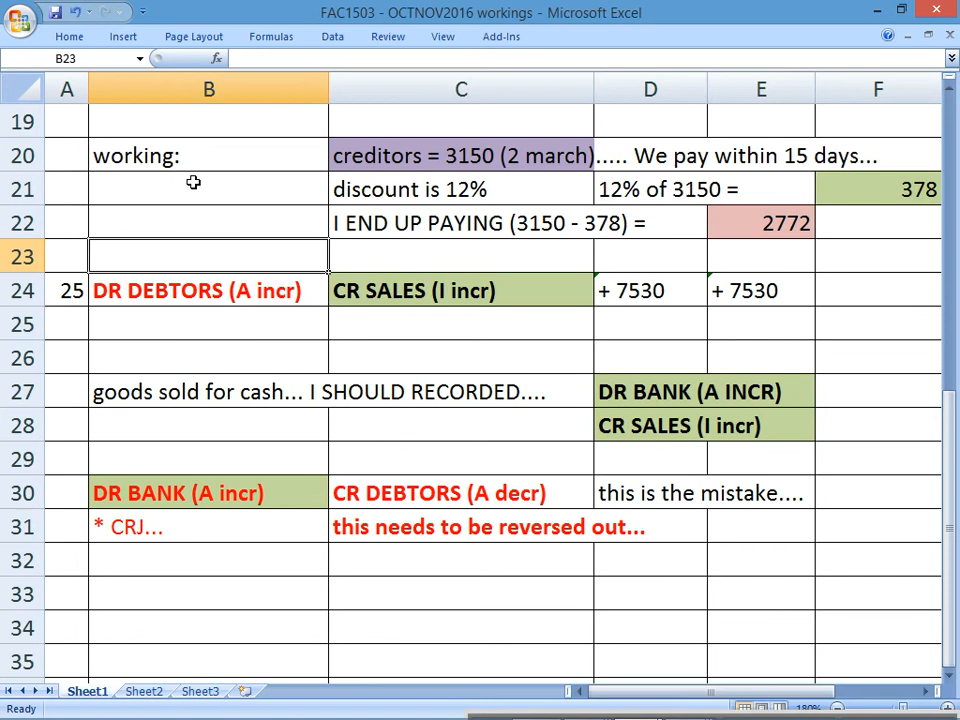 FAC1503 - OCTNOV2016 workings - Microsoft Excel
Home Insert Page Layout Formulas Data Review View Add-Ins
B23 fx
A B C D E F
19
20 working: creditors = 3150 (2 march)..... We pay within 15 days...
21 discount is 12% 12% of 3150 = 378
22 I END UP PAYING (3150 - 378) = 2772
23
24 25 DR DEBTORS (A incr) CR SALES (I incr) + 7530 + 7530
25
26
27 goods sold for cash... I SHOULD RECORDED.... DR BANK (A INCR)
28 CR SALES (I incr)
29
30 DR BANK (A incr) CR DEBTORS (A decr) this is the mistake....
31 * CRJ... this needs to be reversed out...
32
33
34
35
Sheet1 Sheet2 Sheet3
Ready 180%